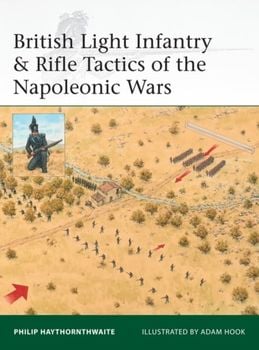 British Light Infantry
& Rifle Tactics of the
Napoleonic Wars
PHILIP HAYTHORNTHWAITE
ILLUSTRATED BY ADAM HOOK